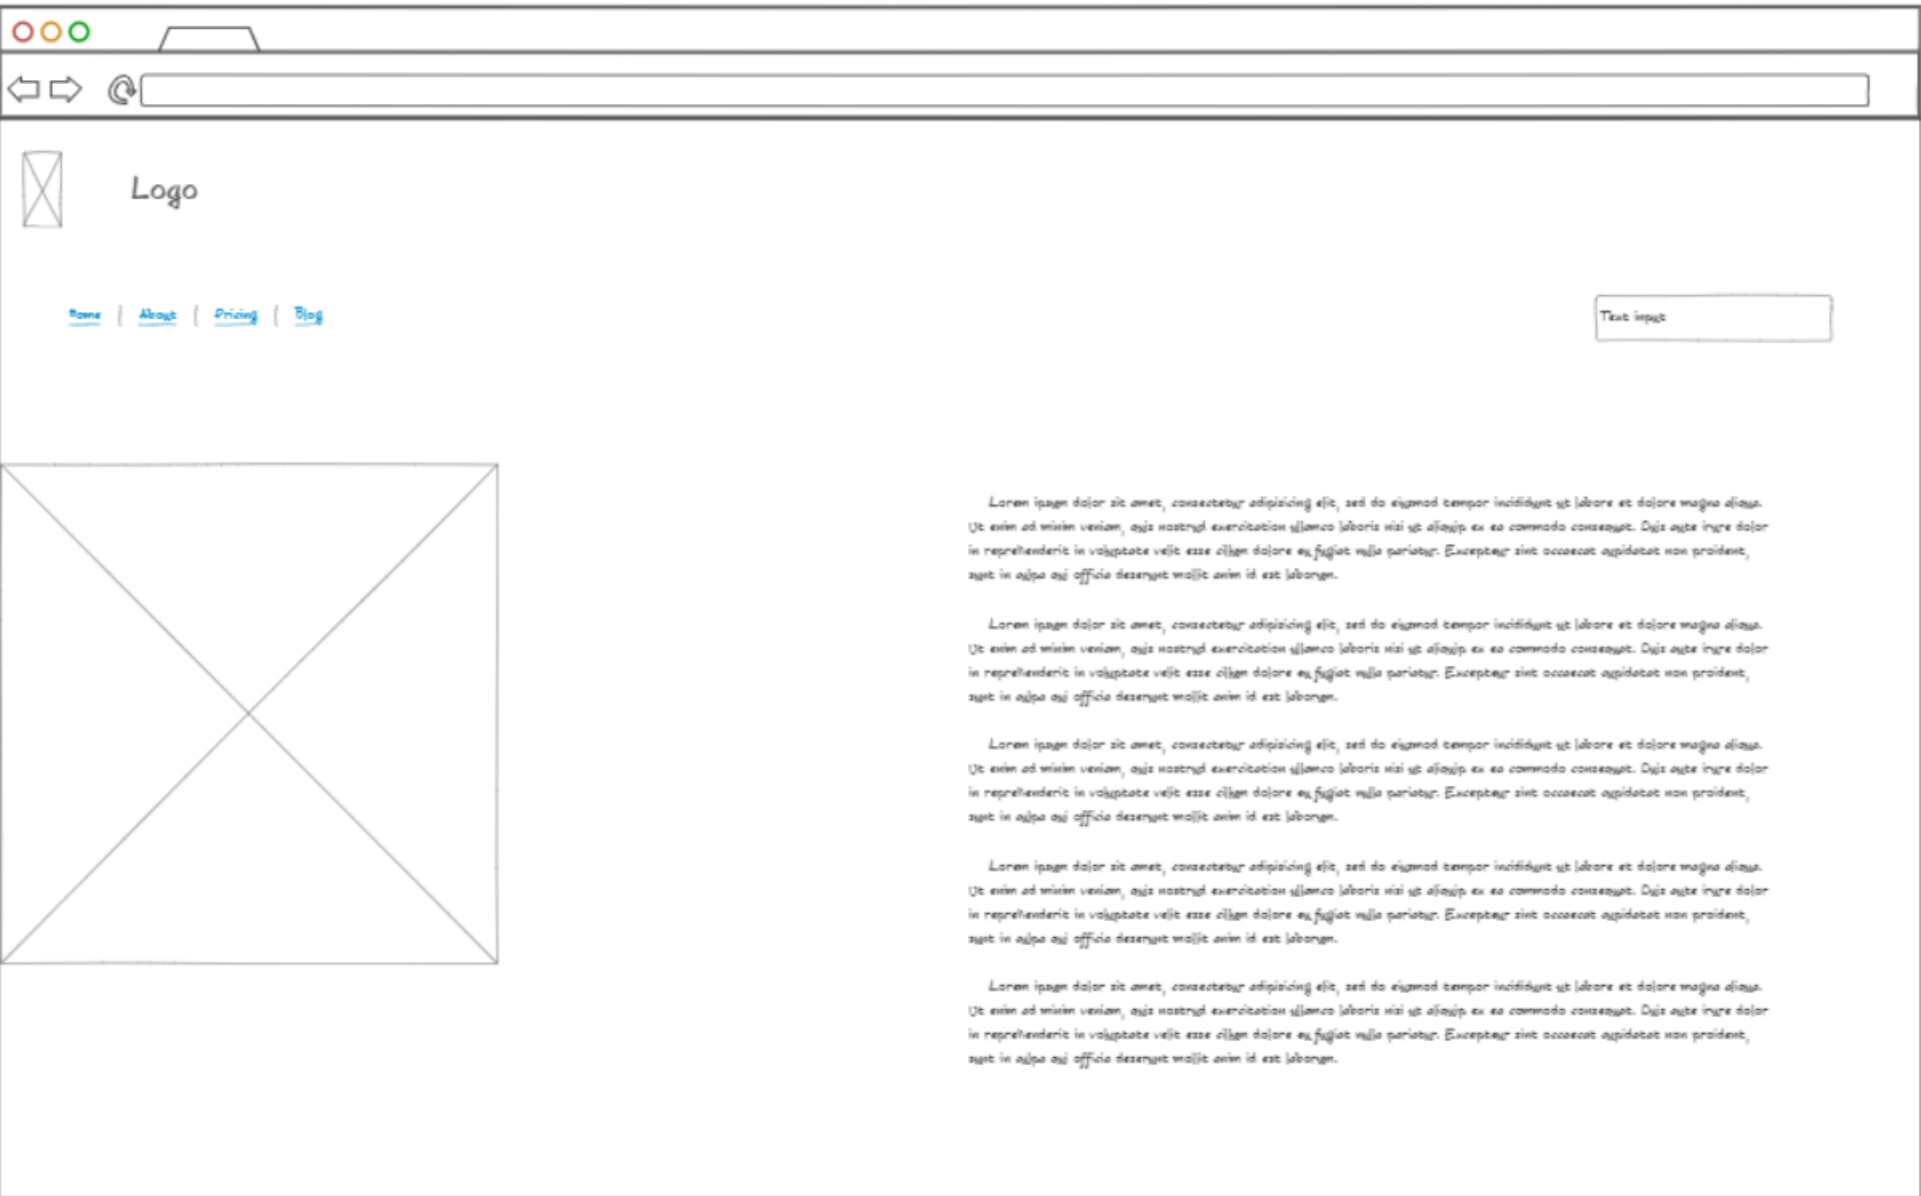 Logo
Home | About | Pricing | Blog
Text input
Lorem ipsum dolor sit amet, consectetur adipisicing elit, sed do eiusmod tempor incididunt ut labore et dolore magna aliqua.
Ut enim ad minim veniam, quis nostrud exercitation ullamco laboris nisi ut aliquip ex ea commodo consequat. Duis aute irure dolor
in reprehenderit in voluptate velit esse cillum dolore eu fugiat nulla pariatur. Excepteur sint occaecat cupidatat non proident,
sunt in culpa qui officia deserunt mollit anim id est laborum.
Lorem ipsum dolor sit amet, consectetur adipisicing elit, sed do eiusmod tempor incididunt ut labore et dolore magna aliqua.
Ut enim ad minim veniam, quis nostrud exercitation ullamco laboris nisi ut aliquip ex ea commodo consequat. Duis aute irure dolor
in reprehenderit in voluptate velit esse cillum dolore eu fugiat nulla pariatur. Excepteur sint occaecat cupidatat non proident,
sunt in culpa qui officia deserunt mollit anim id est laborum.
Lorem ipsum dolor sit amet, consectetur adipisicing elit, sed do eiusmod tempor incididunt ut labore et dolore magna aliqua.
Ut enim ad minim veniam, quis nostrud exercitation ullamco laboris nisi ut aliquip ex ea commodo consequat. Duis aute irure dolor
in reprehenderit in voluptate velit esse cillum dolore eu fugiat nulla pariatur. Excepteur sint occaecat cupidatat non proident,
sunt in culpa qui officia deserunt mollit anim id est laborum.
Lorem ipsum dolor sit amet, consectetur adipisicing elit, sed do eiusmod tempor incididunt ut labore et dolore magna aliqua.
Ut enim ad minim veniam, quis nostrud exercitation ullamco laboris nisi ut aliquip ex ea commodo consequat. Duis aute irure dolor
in reprehenderit in voluptate velit esse cillum dolore eu fugiat nulla pariatur. Excepteur sint occaecat cupidatat non proident,
sunt in culpa qui officia deserunt mollit anim id est laborum.
Lorem ipsum dolor sit amet, consectetur adipisicing elit, sed do eiusmod tempor incididunt ut labore et dolore magna aliqua.
Ut enim ad minim veniam, quis nostrud exercitation ullamco laboris nisi ut aliquip ex ea commodo consequat. Duis aute irure dolor
in reprehenderit in voluptate velit esse cillum dolore eu fugiat nulla pariatur. Excepteur sint occaecat cupidatat non proident,
sunt in culpa qui officia deserunt mollit anim id est laborum.